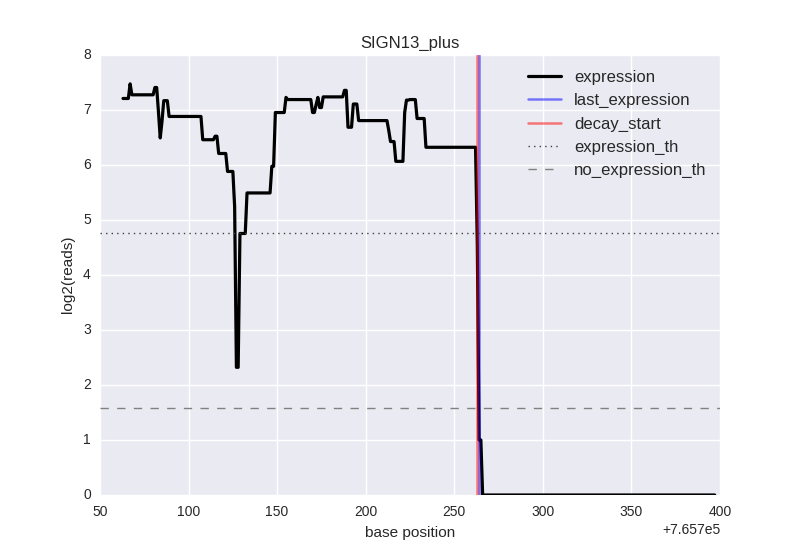 SIGN13_plus
log2(reads)
8
7
6
5
4
3
2
1
0
expression
last_expression
decay_start
expression_th
no_expression_th
50 100 150 200 250 300 350 400
+7.657e5
base position